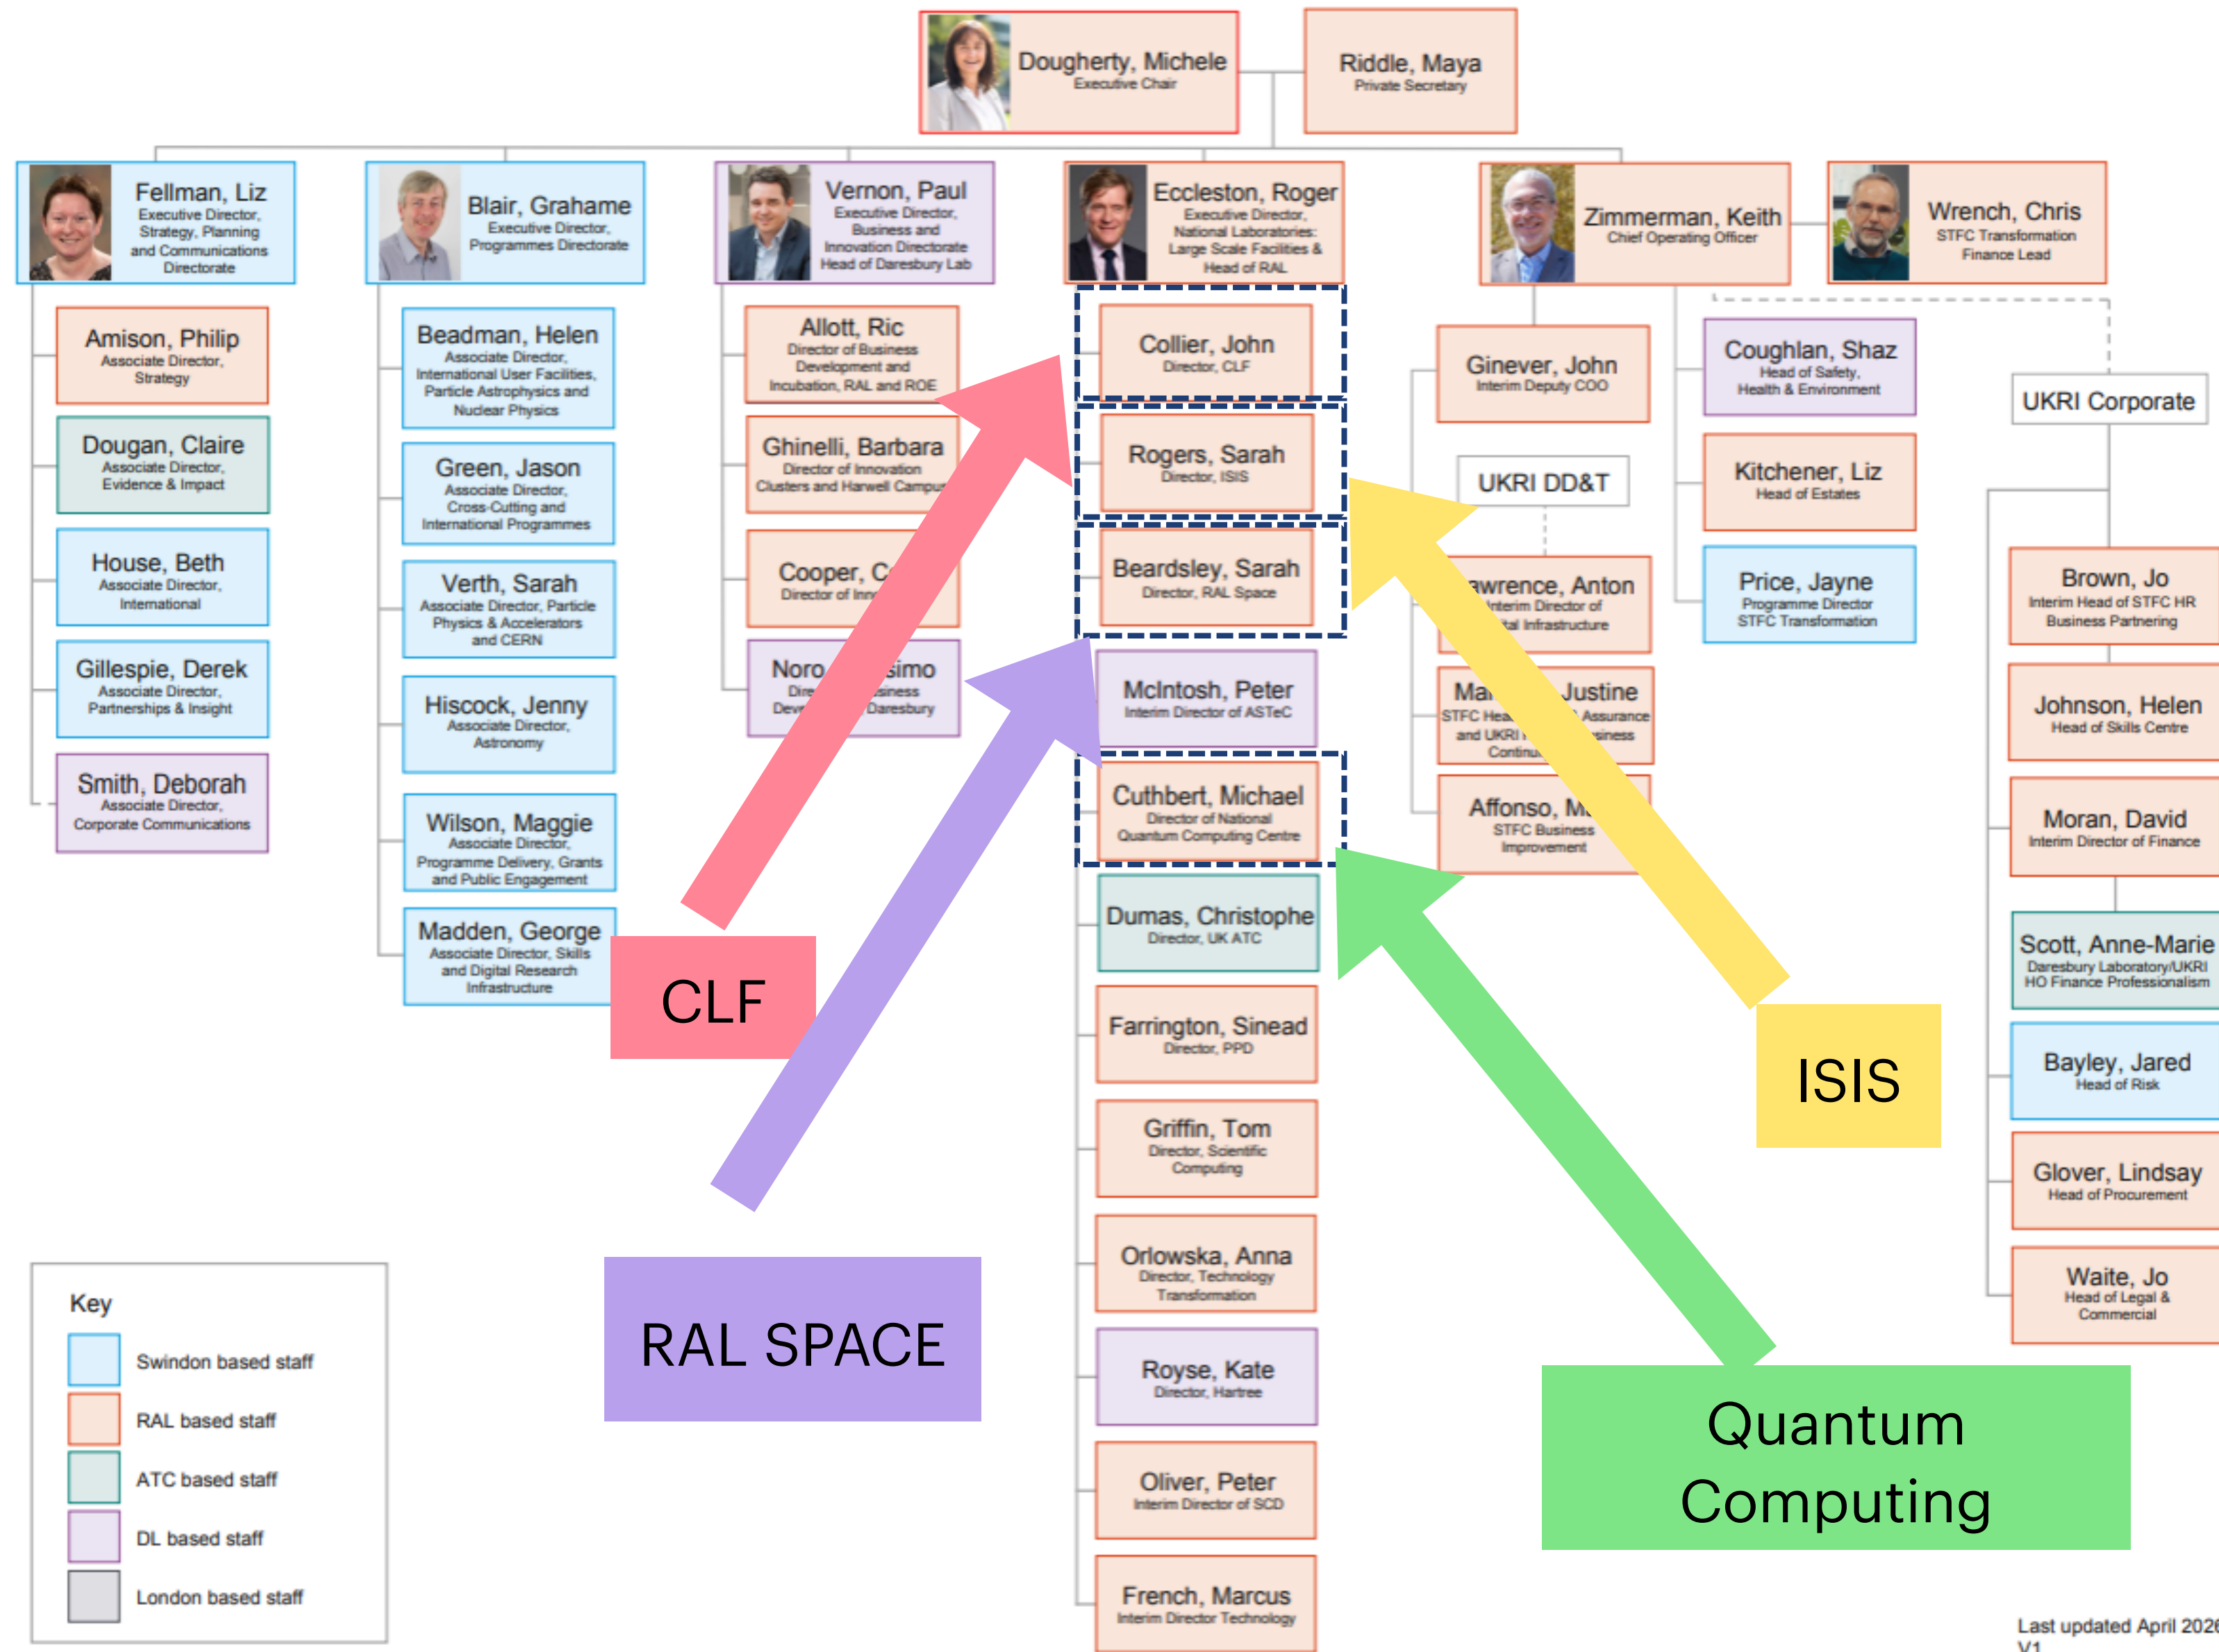 Dougherty, Michele
Executive Chair
Riddle, Maya
Private Secretary
Fellman, Liz
Executive Director,
Strategy, Planning
and Communications
Directorate
Blair, Grahame
Executive Director,
Programmes Directorate
Vernon, Paul
Executive Director,
Business and
Innovation Directorate
Head of Daresbury Lab
Eccleston, Roger
Executive Director,
National Laboratories:
Large Scale Facilities &
Head of RAL
Zimmerman, Keith
Chief Operating Officer
Wrench, Chris
STFC Transformation
Finance Lead
Amison, Philip
Associate Director,
Strategy
Dougan, Claire
Associate Director,
Evidence & Impact
House, Beth
Associate Director,
International
Gillespie, Derek
Associate Director,
Partnerships & Insight
Smith, Deborah
Associate Director,
Corporate Communications
Beadman, Helen
Associate Director,
International User Facilities,
Particle Astrophysics and
Nuclear Physics
Green, Jason
Associate Director,
Cross-Cutting and
International Programmes
Verth, Sarah
Associate Director, Particle
Physics & Accelerators
and CERN
Hiscock, Jenny
Associate Director,
Astronomy
Wilson, Maggie
Associate Director,
Programme Delivery, Grants
and Public Engagement
Madden, George
Associate Director, Skills
and Digital Research
Infrastructure
Allott, Ric
Director of Business
Development and
Incubation, RAL and ROE
Ghinelli, Barbara
Director of Innovation
Clusters and Harwell Campus
Cooper,
Director of
Noro,
Daresbury
Collier, John
Director, CLF
Rogers, Sarah
Director, ISIS
Beardsley, Sarah
Director, RAL Space
McIntosh, Peter
Interim Director of ASTeC
Cuthbert, Michael
Director of National
Quantum Computing Centre
Dumas, Christophe
Director, UK ATC
Farrington, Sinead
Director, PPD
Griffin, Tom
Director, Scientific
Computing
Orlowska, Anna
Director, Technology
Transformation
Royse, Kate
Director, Hartree
Oliver, Peter
Interim Director of SCD
French, Marcus
Interim Director Technology
Ginever, John
Interim Deputy COO
UKRI DD&T
Anton
Interim Director of
Infrastructure
Justine
STFC Assurance
and UKRI
Affonso,
STFC Business
Improvement
Coughlan, Shaz
Head of Safety,
Health & Environment
Kitchener, Liz
Head of Estates
Price, Jayne
Programme Director
STFC Transformation
UKRI Corporate
Brown, Jo
Interim Head of STFC HR
Business Partnering
Johnson, Helen
Head of Skills Centre
Moran, David
Interim Director of Finance
Scott, Anne-Marie
Daresbury Laboratory/UKRI
HO Finance Professionalism
Bayley, Jared
Head of Risk
Glover, Lindsay
Head of Procurement
Waite, Jo
Head of Legal &
Commercial
CLF
RAL SPACE
ISIS
Quantum
Computing
Key
Swindon based staff
RAL based staff
ATC based staff
DL based staff
London based staff
Last updated April 2026
V1